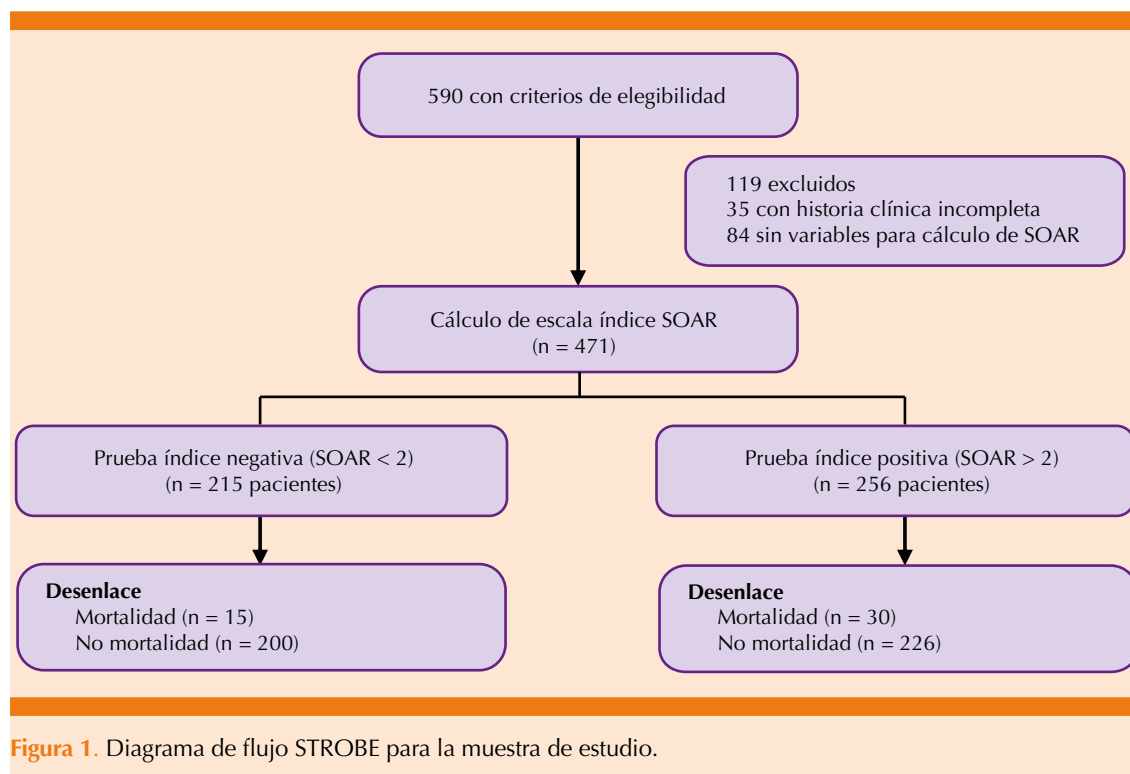 590 con criterios de elegibilidad
119 excluidos
35 con historia clínica incompleta
84 sin variables para cálculo de SOAR
Cálculo de escala índice SOAR
(n = 471)
Prueba índice negativa (SOAR < 2)
(n = 215 pacientes)
Prueba índice positiva (SOAR > 2)
(n = 256 pacientes)
Desenlace
Mortalidad (n = 15)
No mortalidad (n = 200)
Desenlace
Mortalidad (n = 30)
No mortalidad (n = 226)
Figura 1. Diagrama de flujo STROBE para la muestra de estudio.